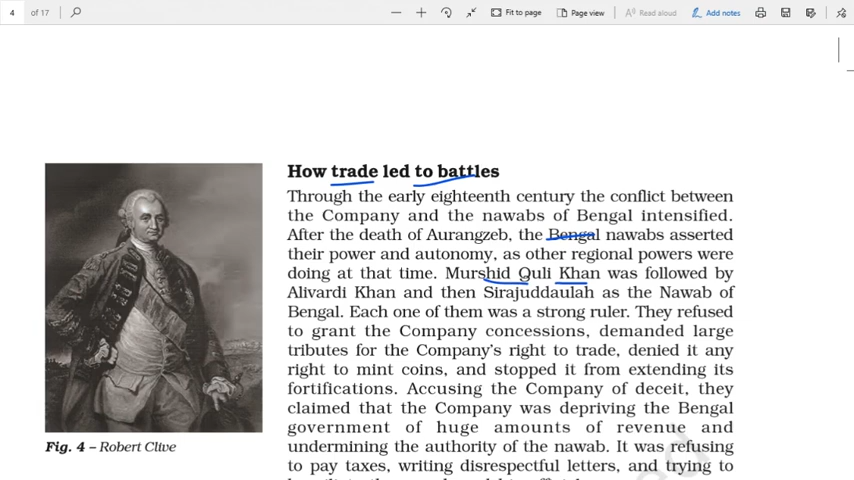 4 of 17 Fit to page Page view Read aloud Add notes
How trade led to battles
Through the early eighteenth century the conflict between
the Company and the nawabs of Bengal intensified.
After the death of Aurangzeb, the Bengal nawabs asserted
their power and autonomy, as other regional powers were
doing at that time. Murshid Quli Khan was followed by
Alivardi Khan and then Sirajuddaulah as the Nawab of
Bengal. Each one of them was a strong ruler. They refused
to grant the Company concessions, demanded large
tributes for the Company's right to trade, denied it any
right to mint coins, and stopped it from extending its
fortifications. Accusing the Company of deceit, they
claimed that the Company was depriving the Bengal
government of huge amounts of revenue and
undermining the authority of the nawab. It was refusing
to pay taxes, writing disrespectful letters, and trying to
Fig. 4 – Robert Clive